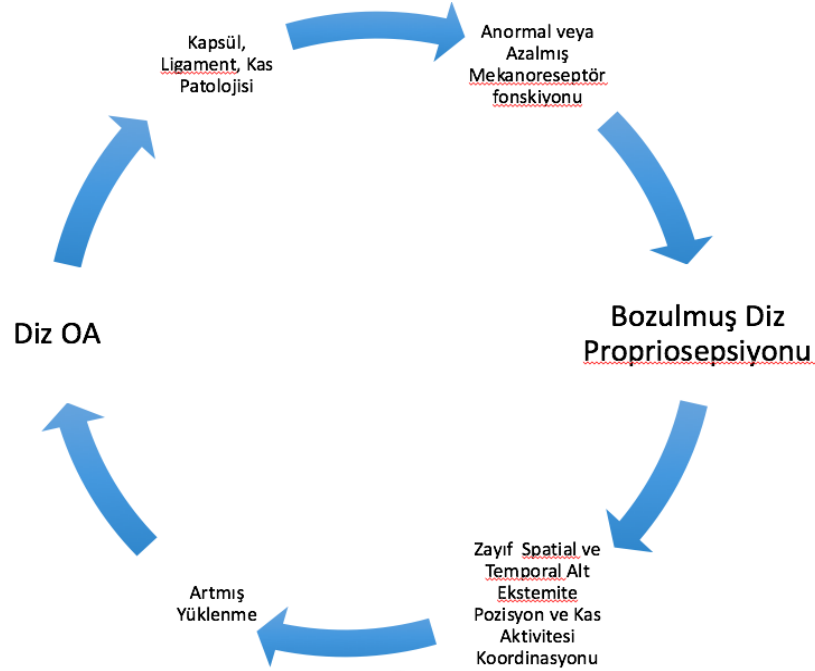 Kapsül,
Ligament, Kas
Patolojisi
Anormal veya
Azalmış
Mekanoreseptör
fonskiyonu
Bozulmuş Diz
Propriosepsiyonu
Zayıf Spatial ve
Temporal Alt
Ekstemite
Pozisyon ve Kas
Aktivitesi
Koordinasyonu
Artmış
Yüklenme
Diz OA